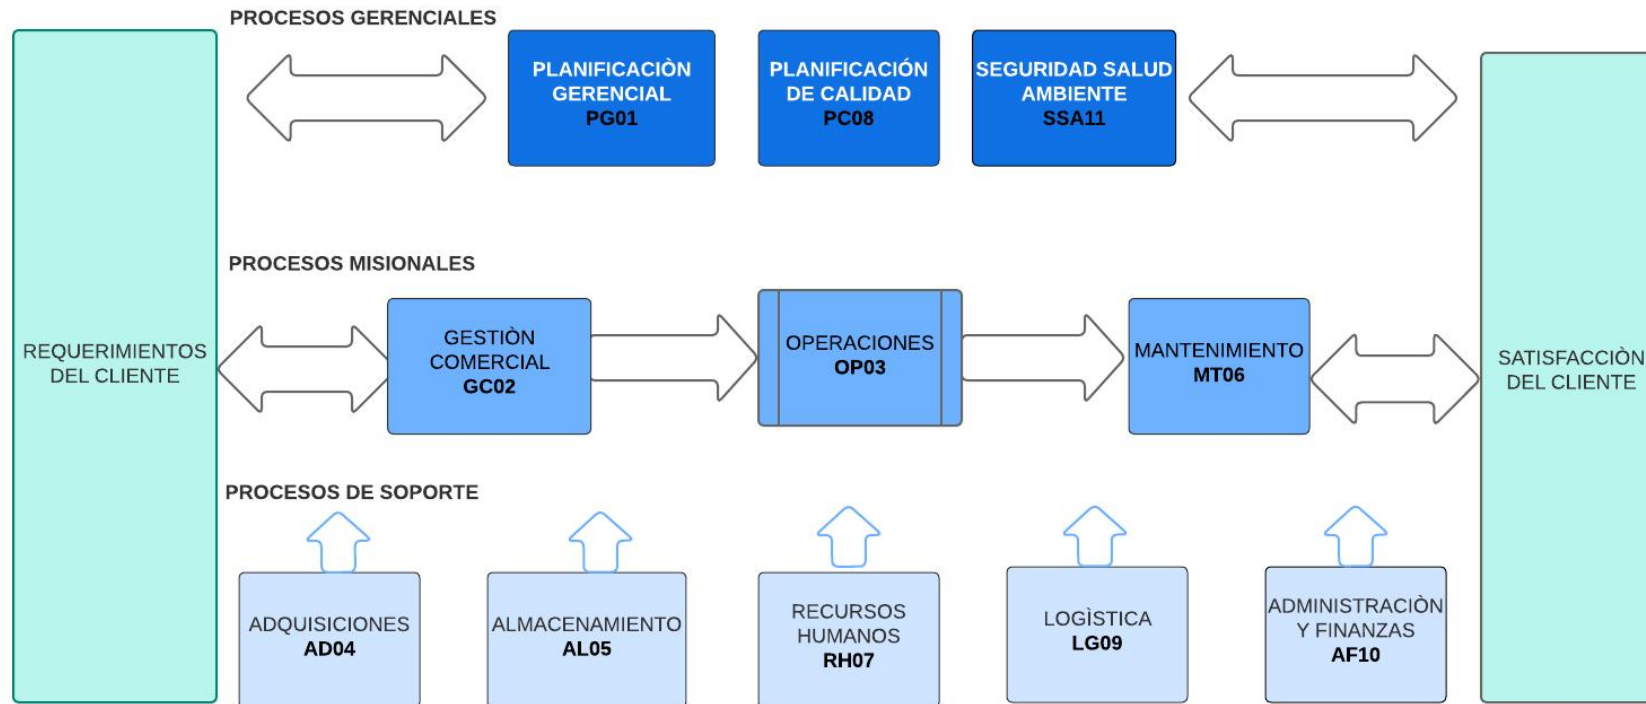 PROCESOS GERENCIALES
PLANIFICACIÒN
GERENCIAL
PG01
PLANIFICACIÓN
DE CALIDAD
PC08
SEGURIDAD SALUD
AMBIENTE
SSA11
PROCESOS MISIONALES
REQUERIMIENTOS
DEL CLIENTE
GESTIÒN
COMERCIAL
GC02
OPERACIONES
OP03
MANTENIMIENTO
MT06
SATISFACCIÒN
DEL CLIENTE
PROCESOS DE SOPORTE
ADQUISICIONES
AD04
ALMACENAMIENTO
AL05
RECURSOS
HUMANOS
RH07
LOGÌSTICA
LG09
ADMINISTRACIÒN
Y FINANZAS
AF10